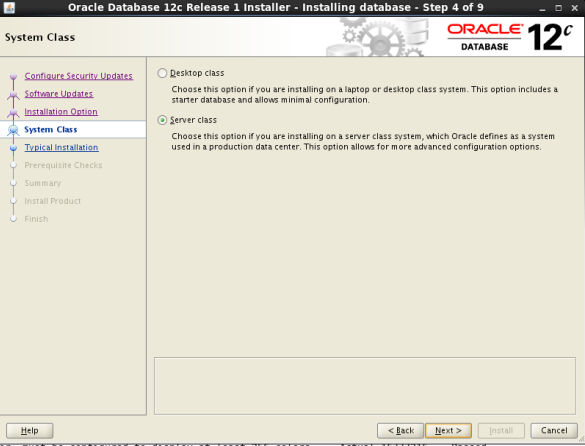 Oracle Database 12c Release 1 Installer - Installing database - Step 4 of 9
System Class
ORACLE
DATABASE
12c
Configure Security Updates
Software Updates
Installation Option
System Class
Typical Installation
Prerequisite Checks
Summary
Install Product
Finish
Desktop class
Choose this option if you are installing on a laptop or desktop class system. This option includes a
starter database and allows minimal configuration.
Server class
Choose this option if you are installing on a server class system, which Oracle defines as a system
used in a production data center. This option allows for more advanced configuration options.
Help
< Back
Next >
Install
Cancel